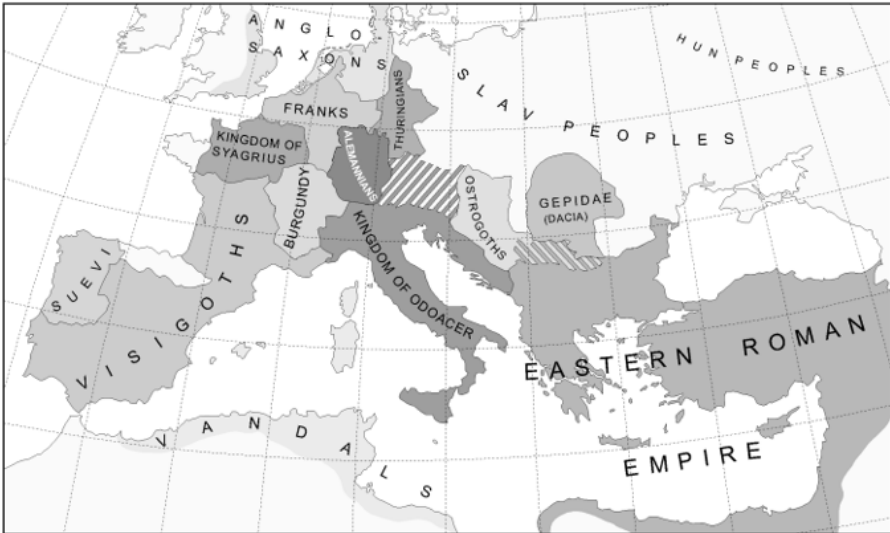 ANGLO
SAXONS
HUN PEOPLES
SLAV PEOPLES
FRANKS
THURINGIANS
KINGDOM OF
SYAGRIUS
ALEMANNIANS
BURGUNDY
OSTROGOTHS
GEPIDAE
(DACIA)
KINGDOM OF ODOACER
SUEVI
VISIGOTHS
EASTERN ROMAN
EMPIRE
VANDALS